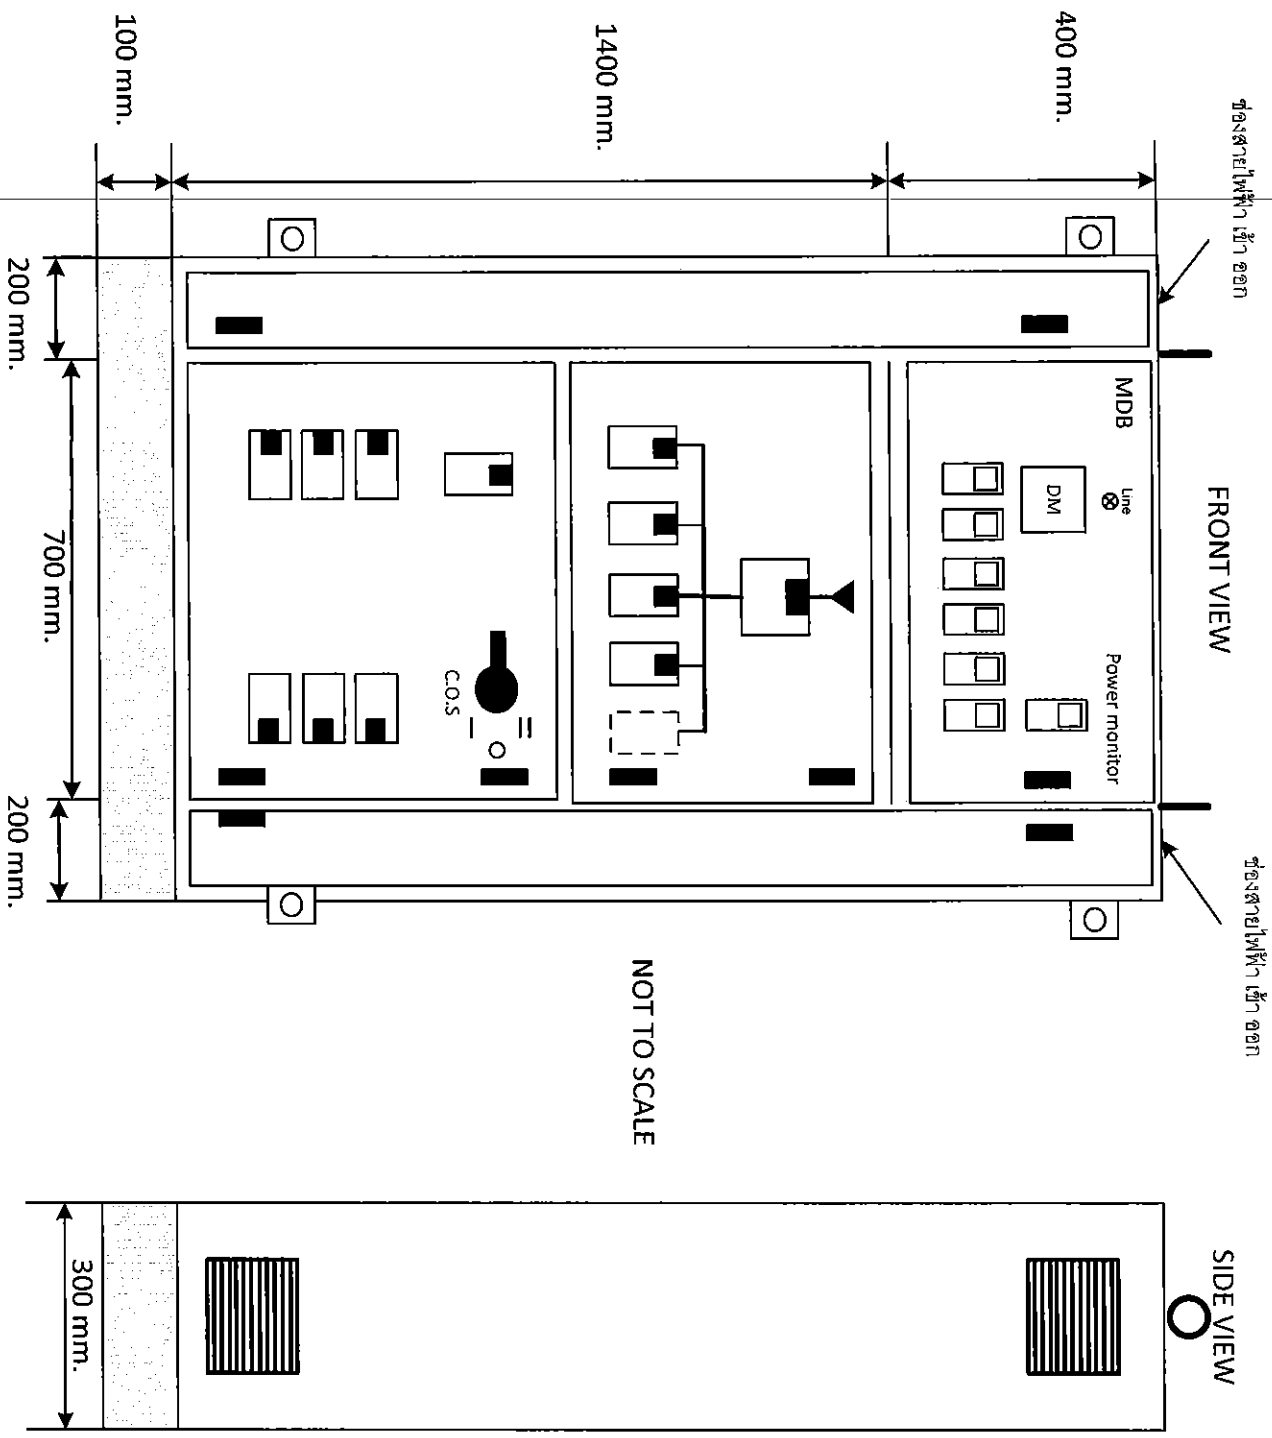 FRONT VIEW
SIDE VIEW
ช่องสายไฟฟ้า เข้า ออก
ช่องสายไฟฟ้า เข้า ออก
400 mm.
1400 mm.
100 mm.
MDB
Line
Power monitor
DM
C.O.S
I
II
NOT TO SCALE
200 mm.
700 mm.
200 mm.
300 mm.